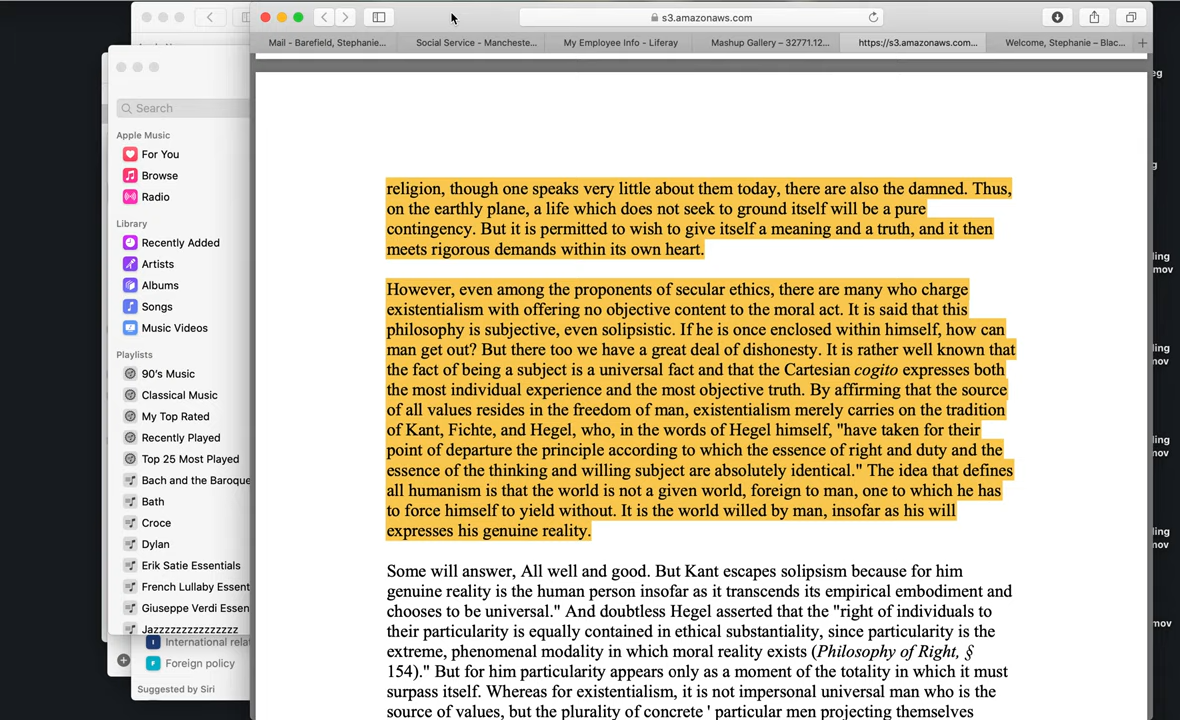 s3.amazonaws.com
Mail - Barefield, Stephanie...
Social Service - Mancheste...
My Employee Info - Liferay
Mashup Gallery – 32771.12...
https://s3.amazonaws.com...
Welcome, Stephanie – Blac...
Search
Apple Music
For You
Browse
Radio
Library
Recently Added
Artists
Albums
Songs
Music Videos
Playlists
90's Music
Classical Music
My Top Rated
Recently Played
Top 25 Most Played
Bach and the Baroque
Bath
Croce
Dylan
Erik Satie Essentials
French Lullaby Essent
Giuseppe Verdi Essen
Jazzzzzzzzzzzzzzzz
International rela
Foreign policy
Suggested by Siri
religion, though one speaks very little about them today, there are also the damned. Thus,
on the earthly plane, a life which does not seek to ground itself will be a pure
contingency. But it is permitted to wish to give itself a meaning and a truth, and it then
meets rigorous demands within its own heart.
However, even among the proponents of secular ethics, there are many who charge
existentialism with offering no objective content to the moral act. It is said that this
philosophy is subjective, even solipsistic. If he is once enclosed within himself, how can
man get out? But there too we have a great deal of dishonesty. It is rather well known that
the fact of being a subject is a universal fact and that the Cartesian cogito expresses both
the most individual experience and the most objective truth. By affirming that the source
of all values resides in the freedom of man, existentialism merely carries on the tradition
of Kant, Fichte, and Hegel, who, in the words of Hegel himself, "have taken for their
point of departure the principle according to which the essence of right and duty and the
essence of the thinking and willing subject are absolutely identical." The idea that defines
all humanism is that the world is not a given world, foreign to man, one to which he has
to force himself to yield without. It is the world willed by man, insofar as his will
expresses his genuine reality.
Some will answer, All well and good. But Kant escapes solipsism because for him
genuine reality is the human person insofar as it transcends its empirical embodiment and
chooses to be universal." And doubtless Hegel asserted that the "right of individuals to
their particularity is equally contained in ethical substantiality, since particularity is the
extreme, phenomenal modality in which moral reality exists (Philosophy of Right, §
154)." But for him particularity appears only as a moment of the totality in which it must
surpass itself. Whereas for existentialism, it is not impersonal universal man who is the
source of values, but the plurality of concrete ' particular men projecting themselves
eg
g
ling
mov
ling
nov
ling
nov
ling
nov
mov